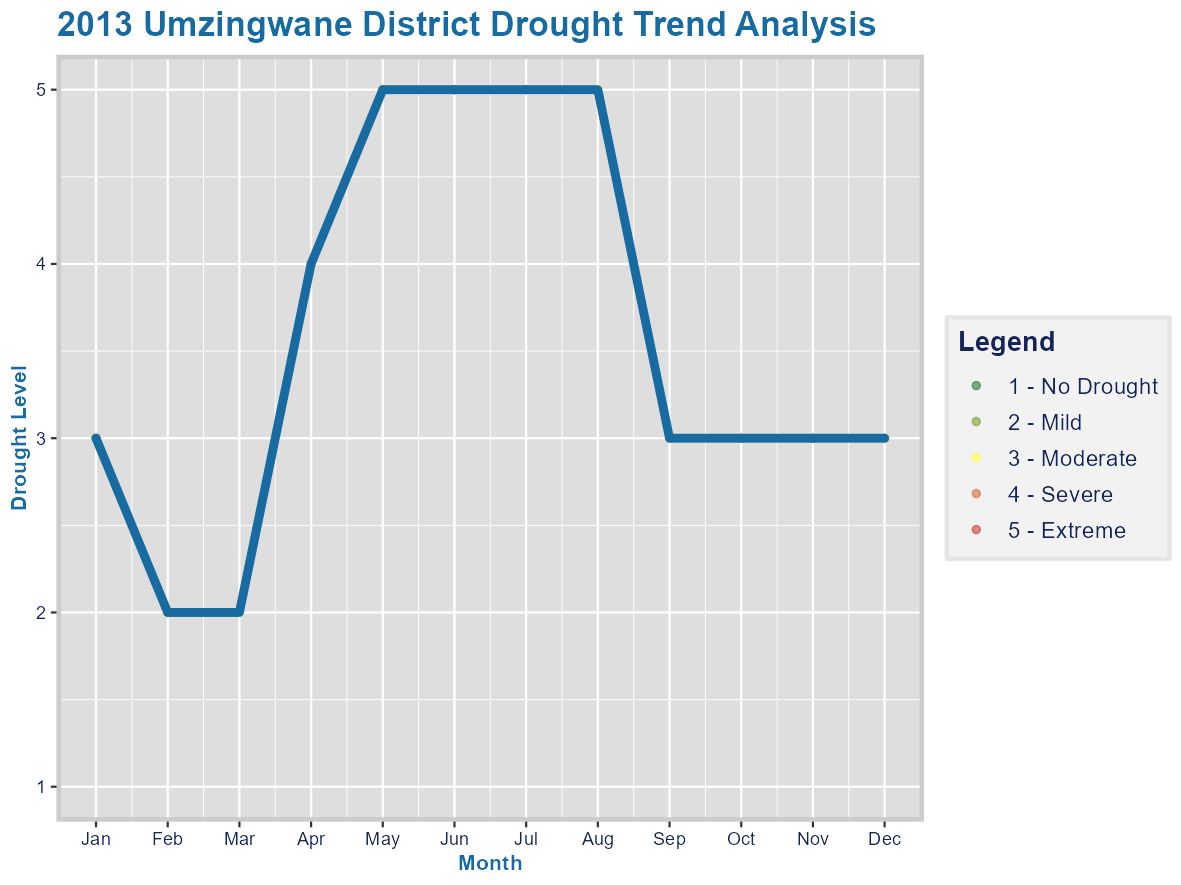 2013 Umzingwane District Drought Trend Analysis
5
4
3
2
1
Drought Level
Jan Feb Mar Apr May Jun Jul Aug Sep Oct Nov Dec
Month
Legend
1 - No Drought
2 - Mild
3 - Moderate
4 - Severe
5 - Extreme